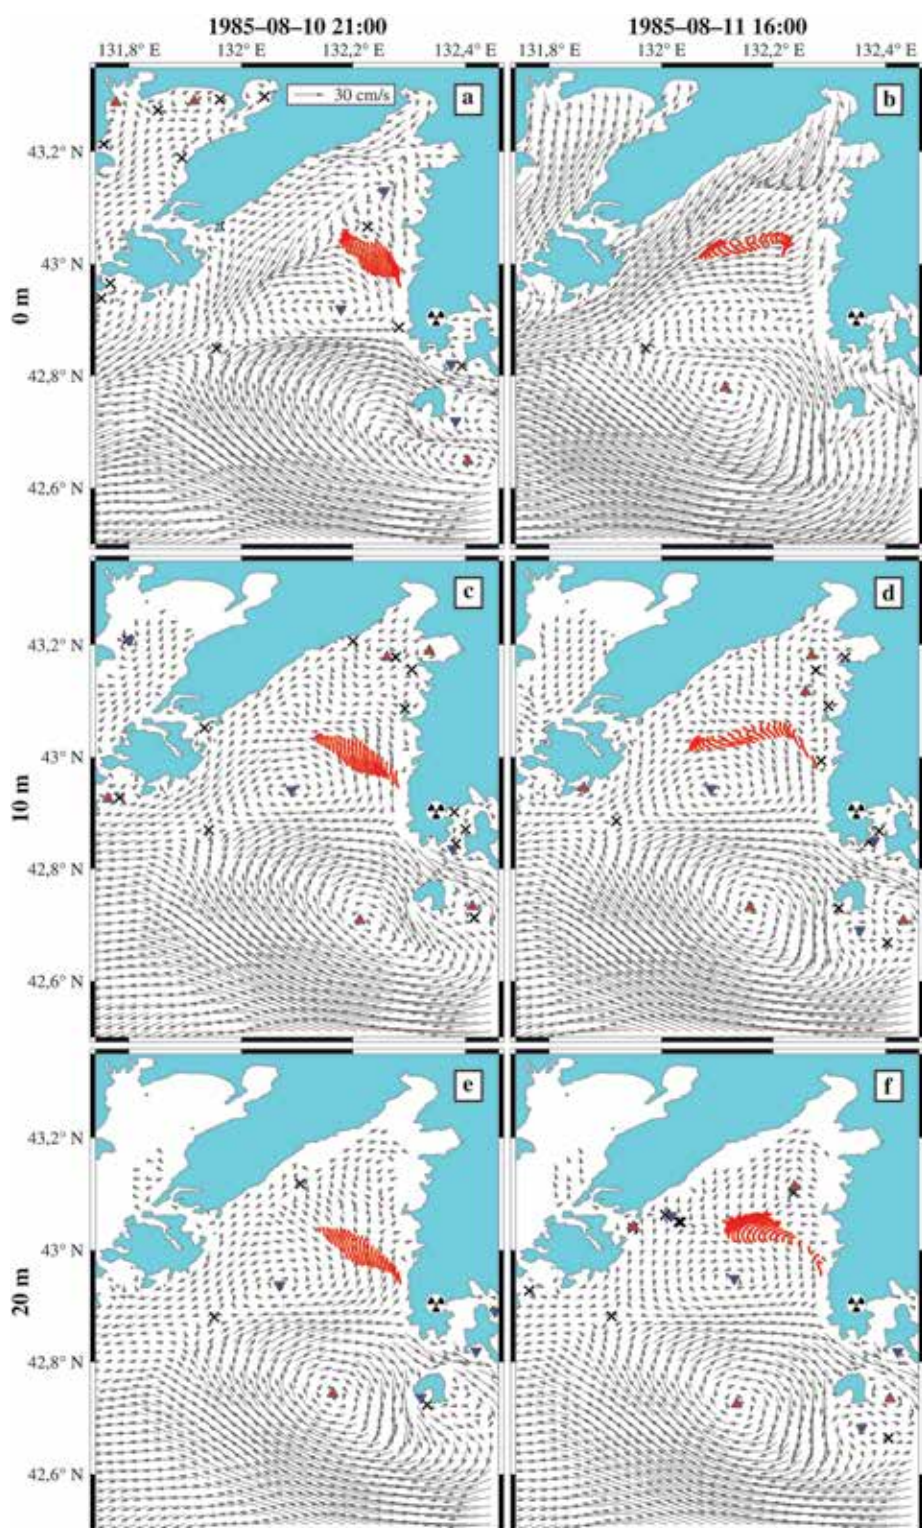 1985–08–10 21:00 1985–08–11 16:00
131,8° E 132° E 132,2° E 132,4° E 131,8° E 132° E 132,2° E 132,4° E
30 cm/s a b
43,2° N
43° N
0 m
42,8° N
42,6° N
c d
43,2° N
43° N
10 m
42,8° N
42,6° N
e f
43,2° N
43° N
20 m
42,8° N
42,6° N